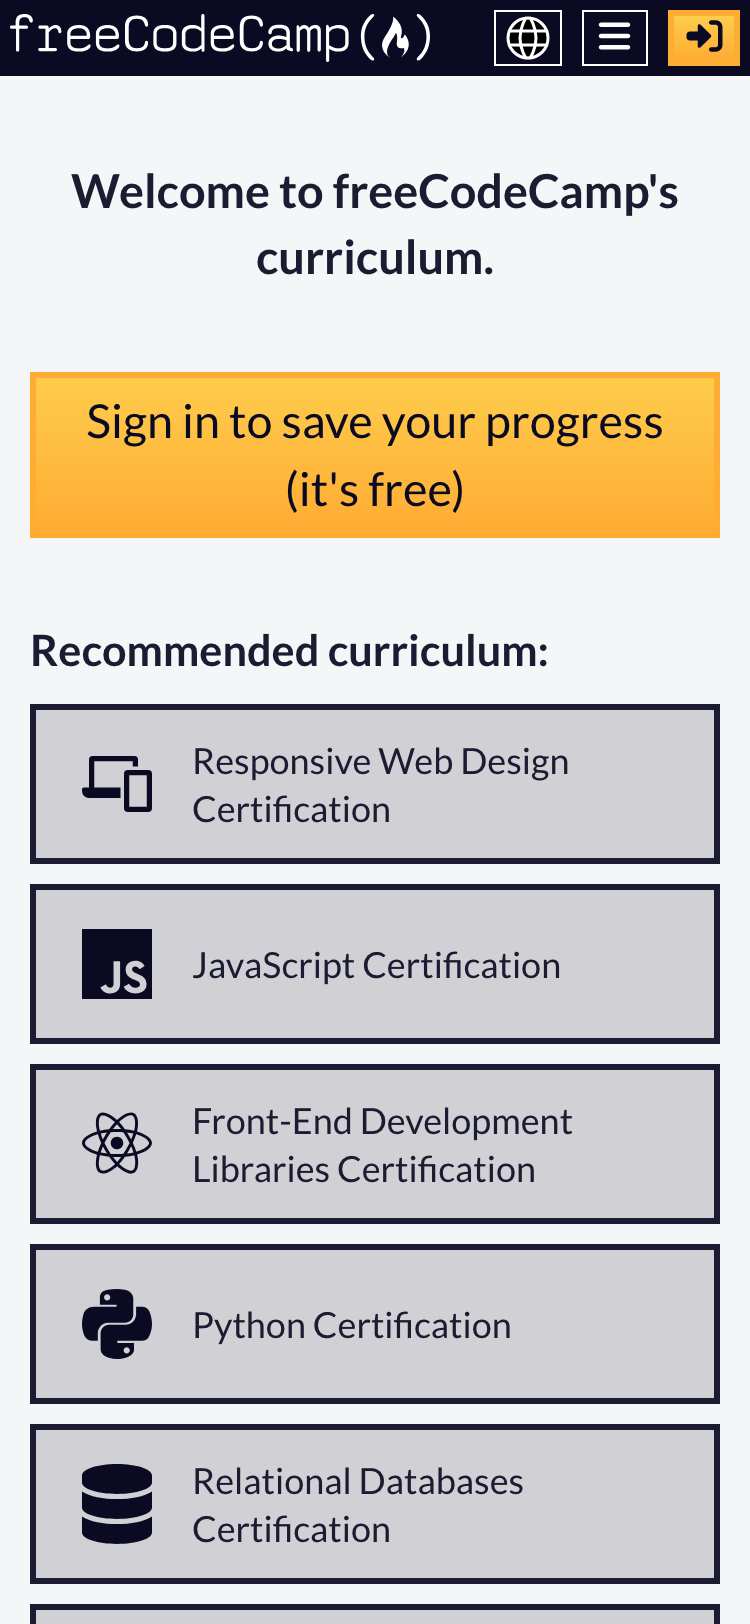 freeCodeCamp(🔥)
Welcome to freeCodeCamp's
curriculum.
Sign in to save your progress
(it's free)
Recommended curriculum:
Responsive Web Design
Certification
JS
JavaScript Certification
Front-End Development
Libraries Certification
Python Certification
Relational Databases
Certification